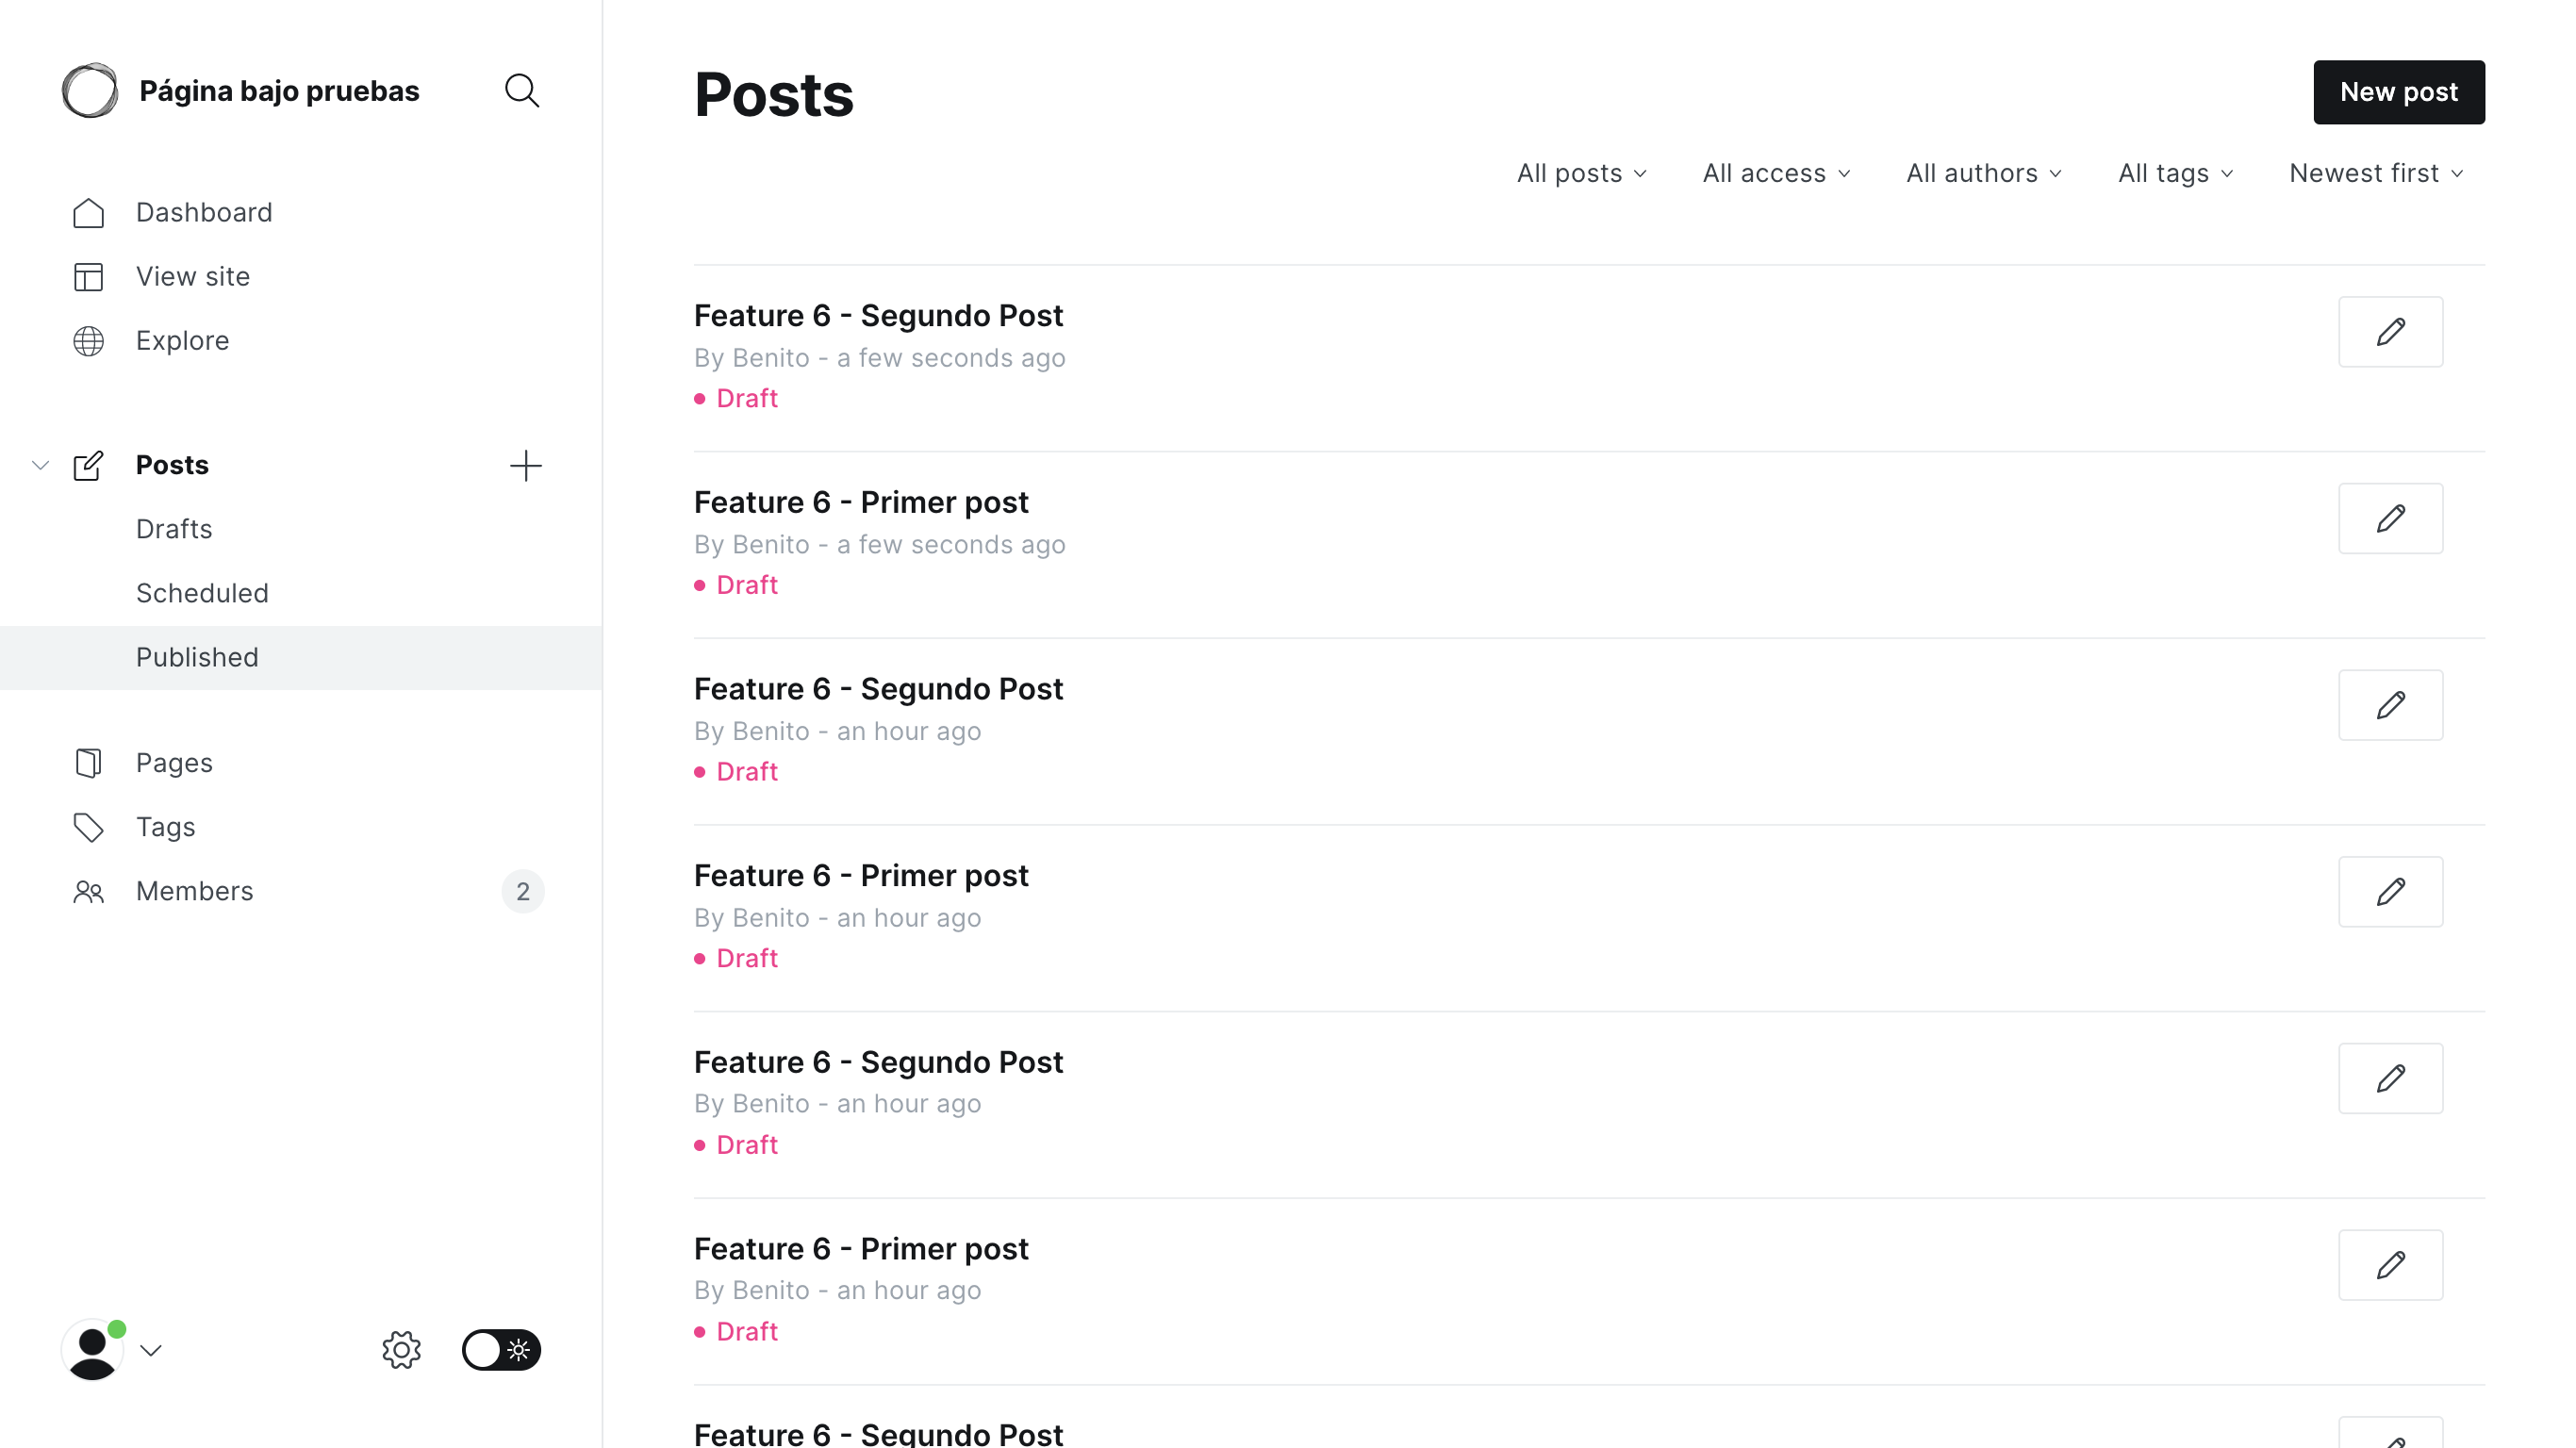 Página bajo pruebas
Dashboard
View site
Explore
Posts
Drafts
Scheduled
Published
Pages
Tags
Members 2
Posts
New post
All posts All access All authors All tags Newest first
Feature 6 - Segundo Post
By Benito - a few seconds ago
Draft
Feature 6 - Primer post
By Benito - a few seconds ago
Draft
Feature 6 - Segundo Post
By Benito - an hour ago
Draft
Feature 6 - Primer post
By Benito - an hour ago
Draft
Feature 6 - Segundo Post
By Benito - an hour ago
Draft
Feature 6 - Primer post
By Benito - an hour ago
Draft
Feature 6 - Segundo Post